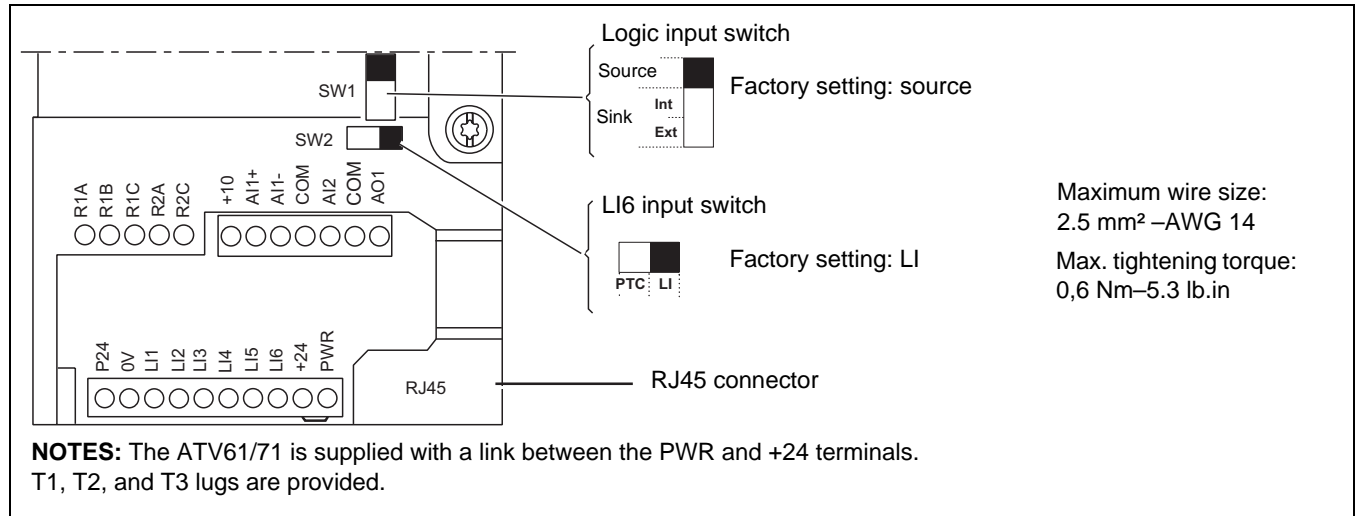 Logic input switch
Source
Factory setting: source
SW1
Int
Sink
Ext
SW2
R1A R1B R1C R2A R2C
+10 AI1+ AI1- COM AI2 COM AO1
LI6 input switch
Factory setting: LI
PTC LI
Maximum wire size:
2.5 mm² –AWG 14
Max. tightening torque:
0,6 Nm–5.3 lb.in
P24 0V LI1 LI2 LI3 LI4 LI5 LI6 +24 PWR
RJ45
RJ45 connector
NOTES: The ATV61/71 is supplied with a link between the PWR and +24 terminals.
T1, T2, and T3 lugs are provided.